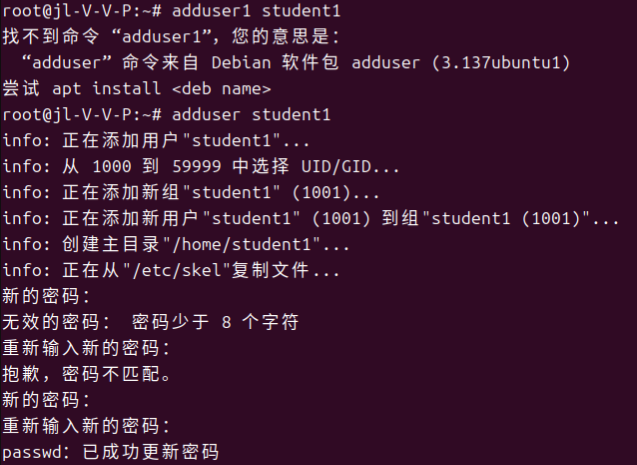 root@jl-V-V-P:~# adduser1 student1
找不到命令 “adduser1”，您的意思是：
  “adduser” 命令来自 Debian 软件包 adduser (3.137ubuntu1)
尝试 apt install <deb name>
root@jl-V-V-P:~# adduser student1
info: 正在添加用户"student1"...
info: 从 1000 到 59999 中选择 UID/GID...
info: 正在添加新组"student1" (1001)...
info: 正在添加新用户"student1" (1001) 到组"student1 (1001)"...
info: 创建主目录"/home/student1"...
info: 正在从"/etc/skel"复制文件...
新的密码：
无效的密码： 密码少于 8 个字符
重新输入新的密码：
抱歉，密码不匹配。
新的密码：
重新输入新的密码：
passwd：已成功更新密码